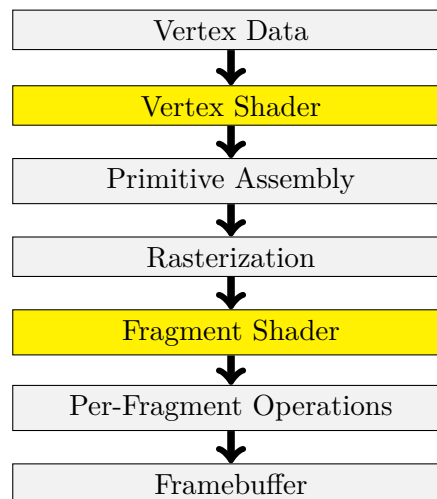 Vertex Data
Vertex Shader
Primitive Assembly
Rasterization
Fragment Shader
Per-Fragment Operations
Framebuffer